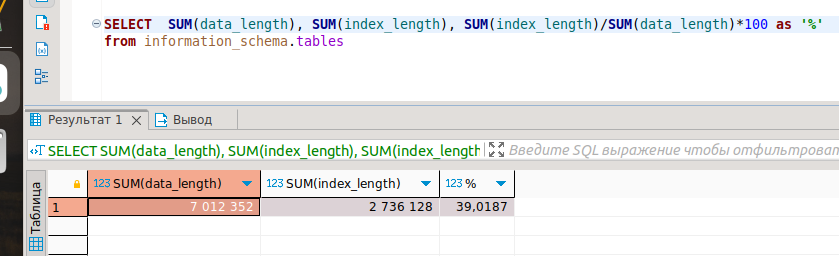 SELECT  SUM(data_length), SUM(index_length), SUM(index_length)/SUM(data_length)*100 as '%'
from information_schema.tables
Результат 1
Вывод
SELECT SUM(data_length), SUM(index_length), SUM(index_length
Введите SQL выражение чтобы отфильтроват
Таблица
123 SUM(data_length) 123 SUM(index_length) 123 %
1 7 012 352 2 736 128 39,0187